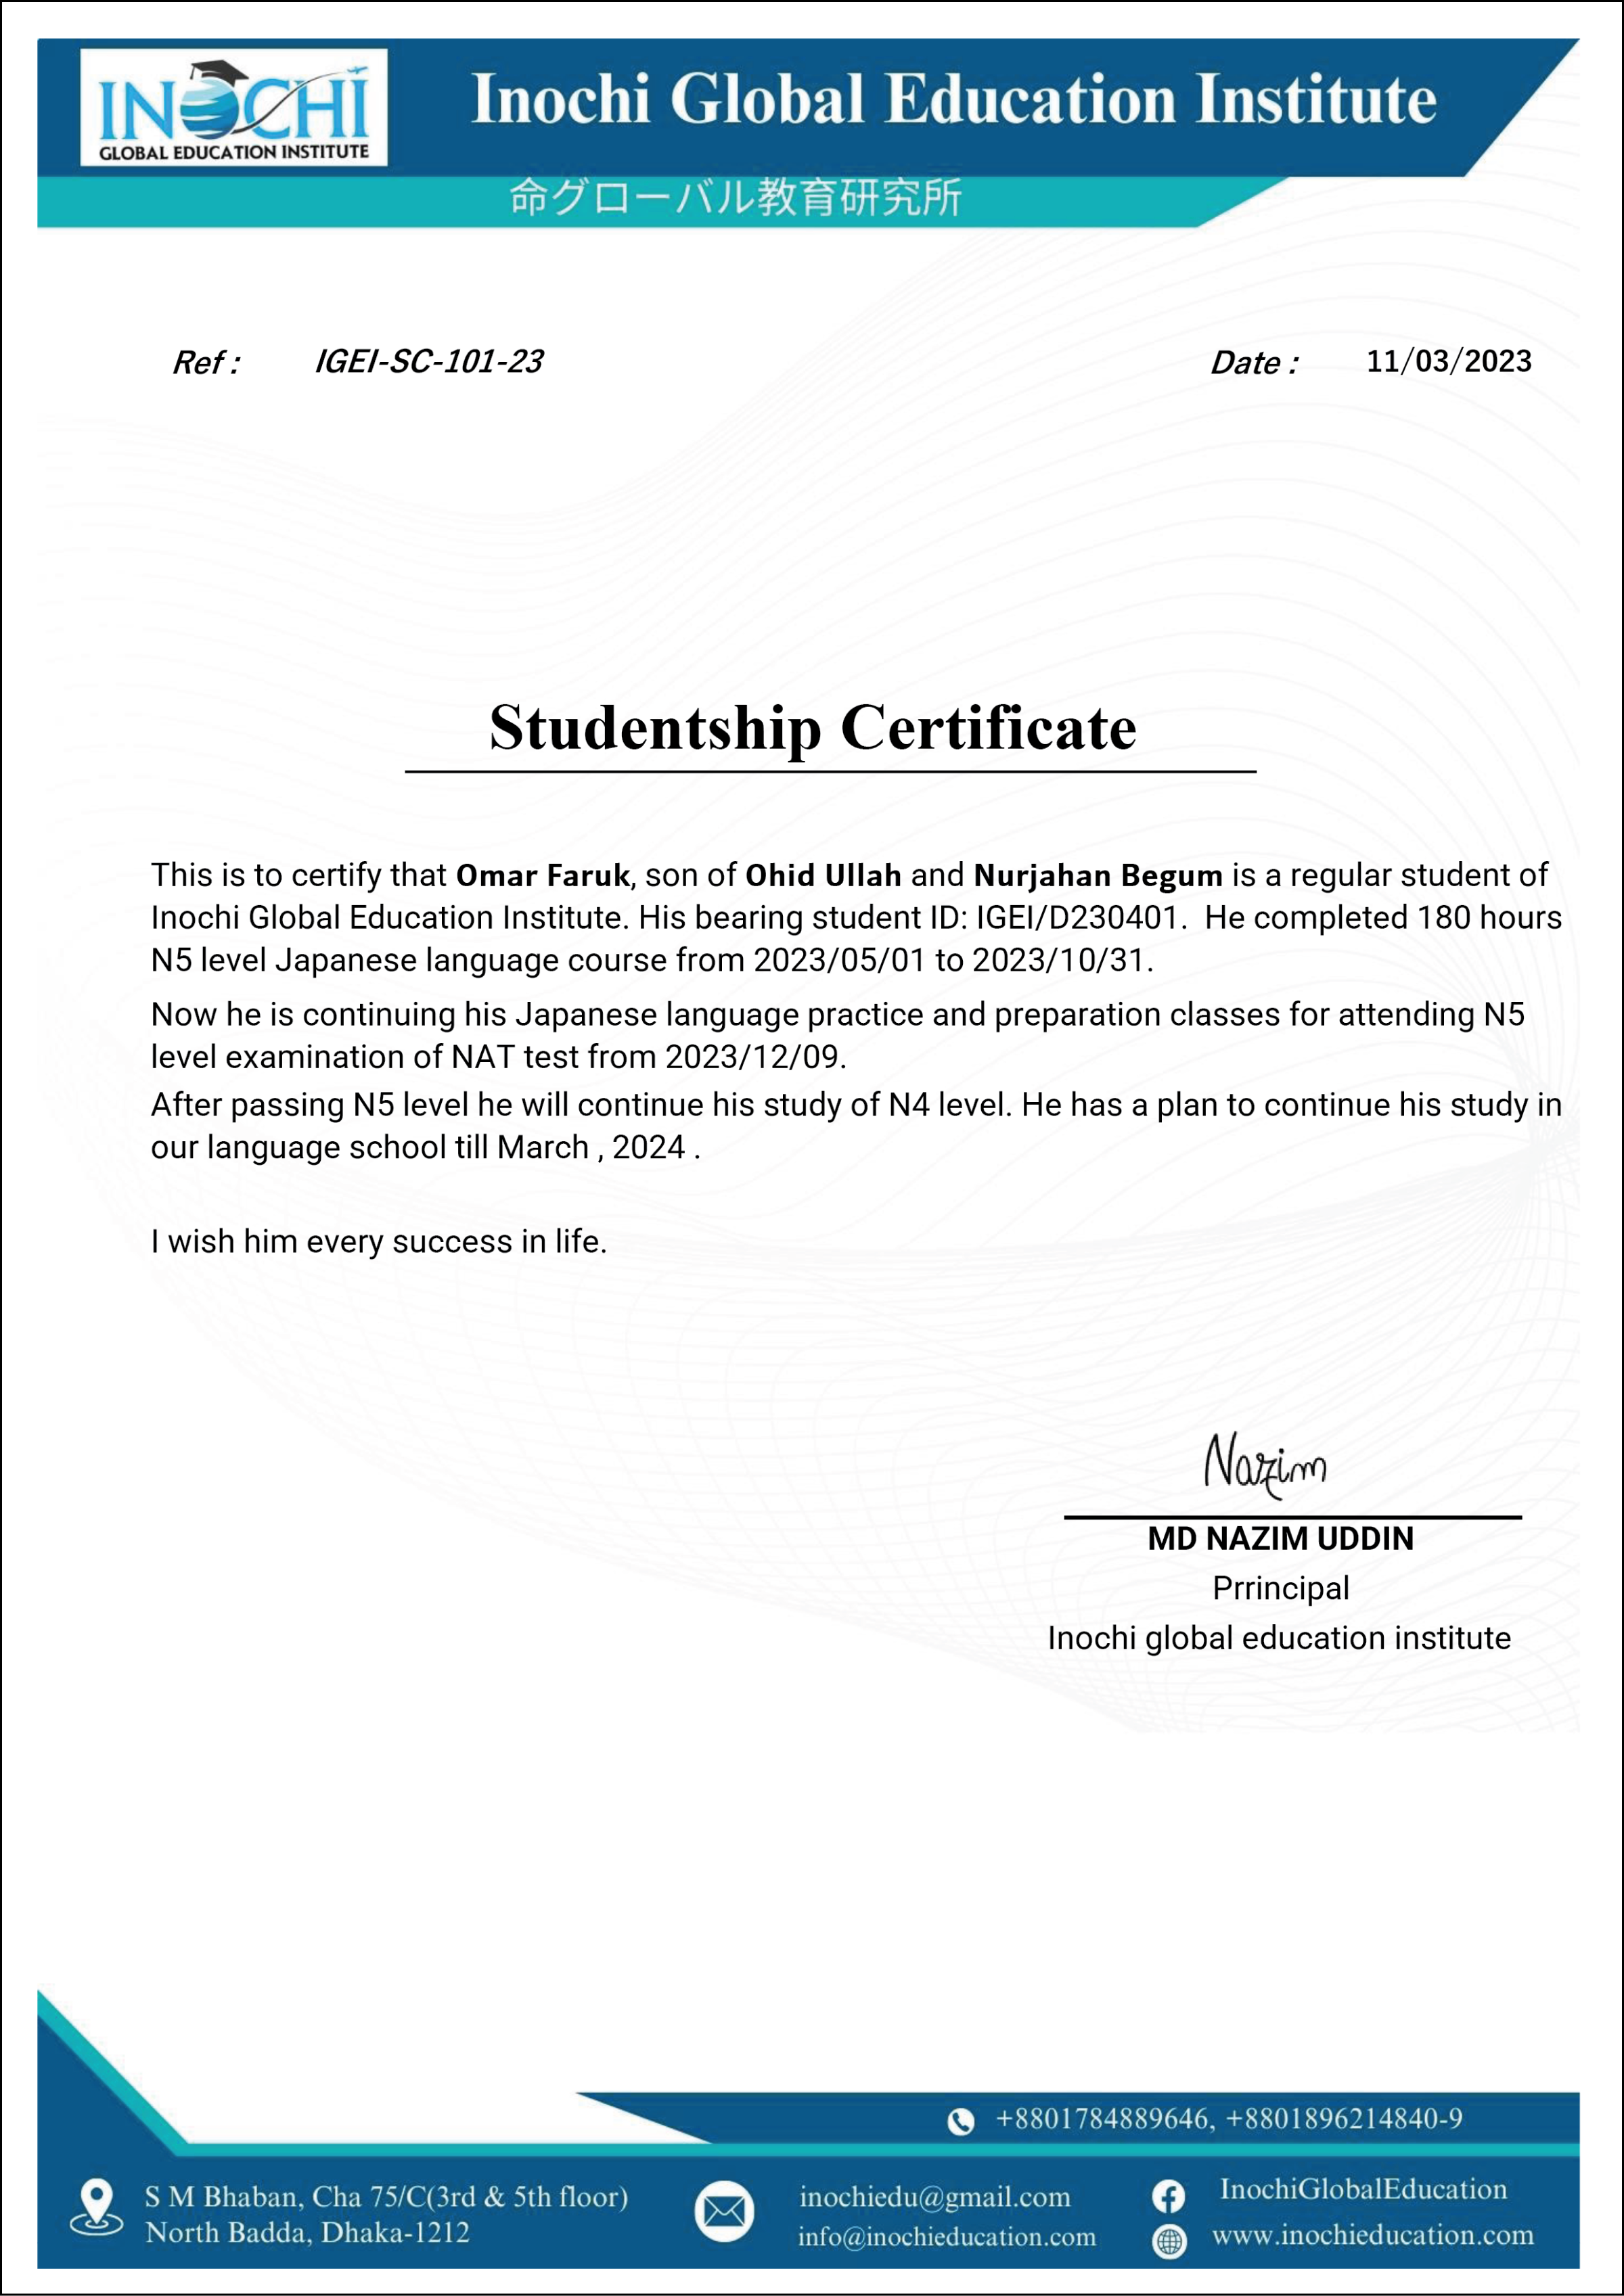 INOCHI
GLOBAL EDUCATION INSTITUTE
Inochi Global Education Institute
命グローバル教育研究所
Ref : IGEI-SC-101-23
Date : 11/03/2023
Studentship Certificate
This is to certify that Omar Faruk, son of Ohid Ullah and Nurjahan Begum is a regular student of
Inochi Global Education Institute. His bearing student ID: IGEI/D230401. He completed 180 hours
N5 level Japanese language course from 2023/05/01 to 2023/10/31.
Now he is continuing his Japanese language practice and preparation classes for attending N5
level examination of NAT test from 2023/12/09.
After passing N5 level he will continue his study of N4 level. He has a plan to continue his study in
our language school till March , 2024 .
I wish him every success in life.
Nazim
MD NAZIM UDDIN
Prrincipal
Inochi global education institute
+8801784889646, +8801896214840-9
S M Bhaban, Cha 75/C(3rd & 5th floor)
North Badda, Dhaka-1212
inochiedu@gmail.com
info@inochieducation.com
InochiGlobalEducation
www.inochieducation.com